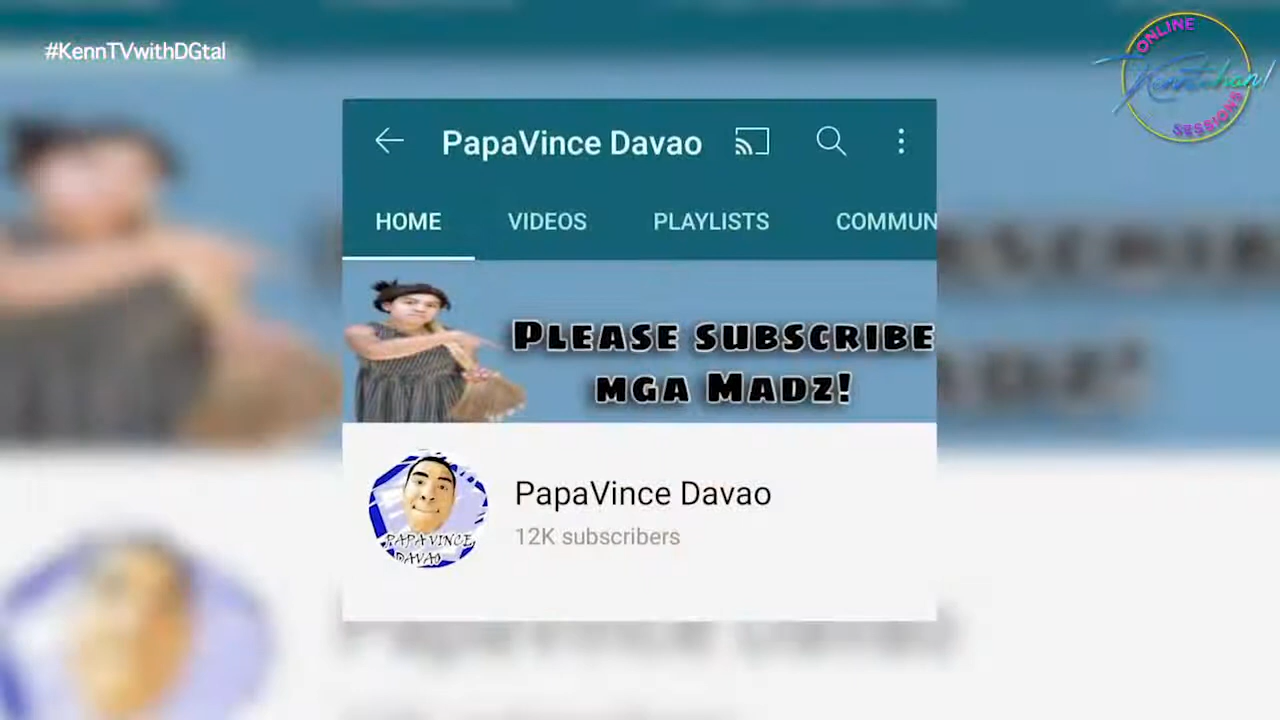 #KennTVwithDGtal
ONLINE
Kenntuhan!
SESSIONS
PapaVince Davao
HOME VIDEOS PLAYLISTS COMMUN
PLEASE SUBSCRIBE
MGA MADZ!
PAPAVINCE
DAVAO
PapaVince Davao
12K subscribers